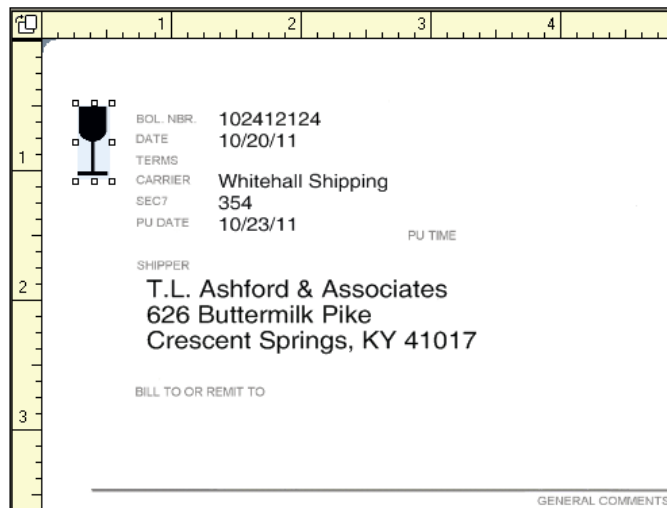 1 2 3 4
BOL. NBR. 102412124
DATE 10/20/11
1
TERMS
CARRIER Whitehall Shipping
SEC7 354
PU DATE 10/23/11
PU TIME
SHIPPER
2
T.L. Ashford & Associates
626 Buttermilk Pike
Crescent Springs, KY 41017
BILL TO OR REMIT TO
3
GENERAL COMMENTS